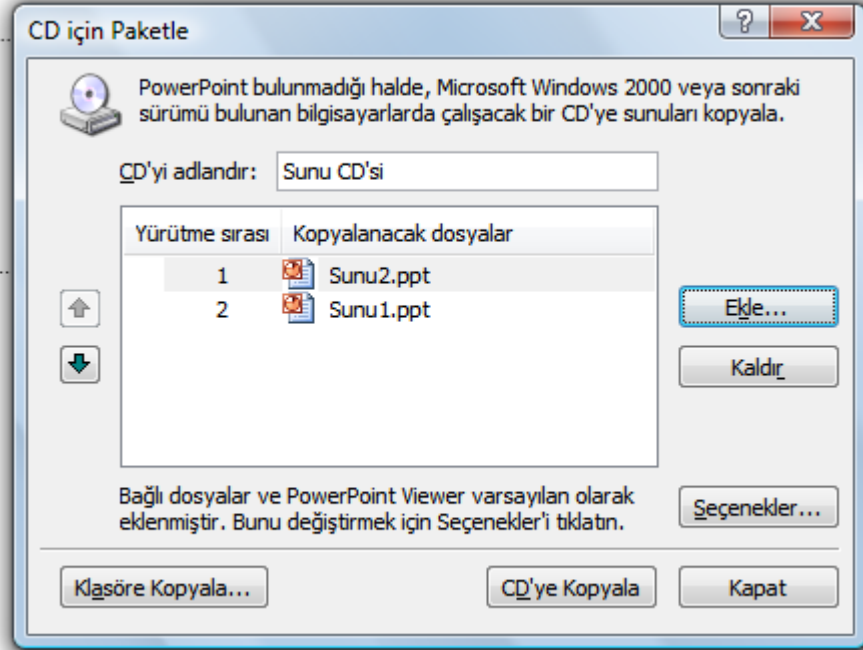 CD için Paketle
PowerPoint bulunmadığı halde, Microsoft Windows 2000 veya sonraki
sürümü bulunan bilgisayarlarda çalışacak bir CD'ye sunuları kopyala.
CD'yi adlandır: Sunu CD'si
Yürütme sırası Kopyalanacak dosyalar
1 Sunu2.ppt
2 Sunu1.ppt
Ekle...
Kaldır
Bağlı dosyalar ve PowerPoint Viewer varsayılan olarak
eklenmiştir. Bunu değiştirmek için Seçenekler'i tıklatın.
Seçenekler...
Klasöre Kopyala... CD'ye Kopyala Kapat